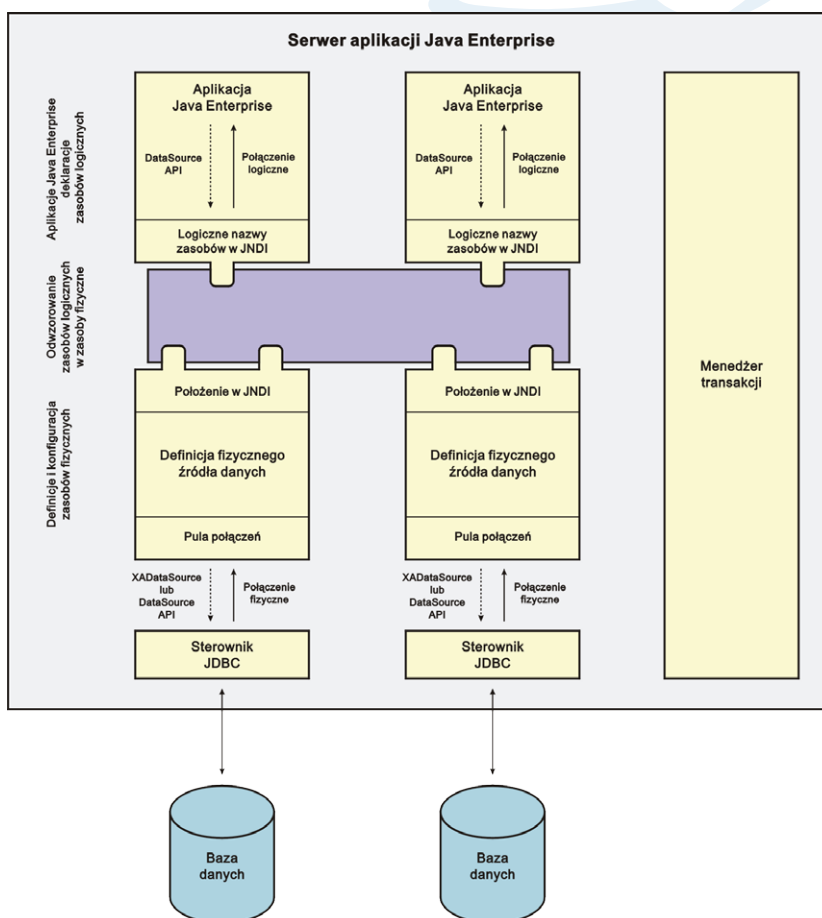 Serwer aplikacji Java Enterprise
Aplikacje Java Enterprise
deklaracje
zasobów logicznych
Aplikacja
Java Enterprise
DataSource
API
Połączenie
logiczne
Logiczne nazwy
zasobów w JNDI
Aplikacja
Java Enterprise
DataSource
API
Połączenie
logiczne
Logiczne nazwy
zasobów w JNDI
Odwzorowanie
zasobów logicznych
w zasoby fizyczne
Menedżer
transakcji
Definicje i konfiguracja
zasobów fizycznych
Położenie w JNDI
Definicja fizycznego
źródła danych
Pula połączeń
Położenie w JNDI
Definicja fizycznego
źródła danych
Pula połączeń
XADataSource
lub
DataSource
API
Połączenie
fizyczne
XADataSource
lub
DataSource
API
Połączenie
fizyczne
Sterownik
JDBC
Sterownik
JDBC
Baza
danych
Baza
danych